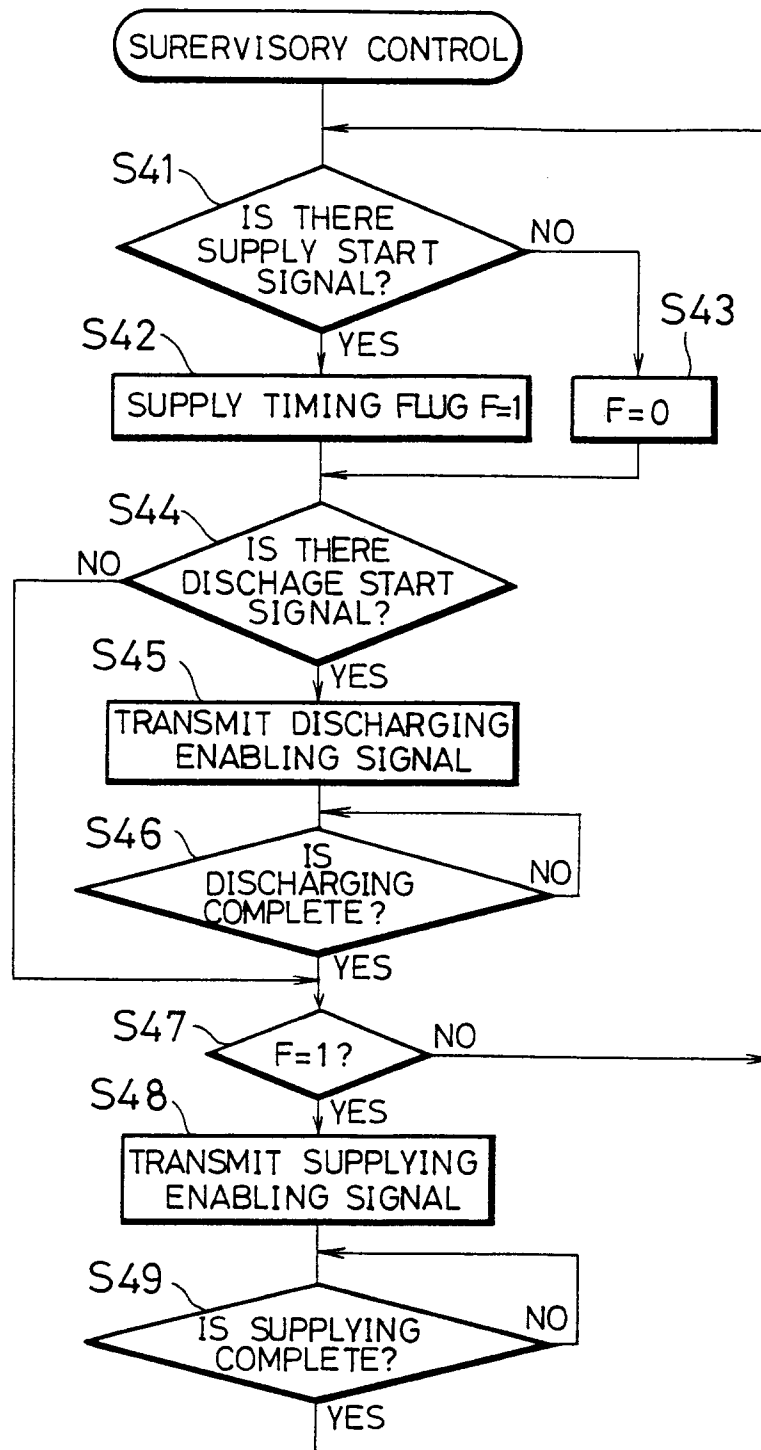 SURERVISORY CONTROL
S41
IS THERE
SUPPLY START
SIGNAL?
NO
YES
S42
SUPPLY TIMING FLUG F=1
S43
F=0
S44
IS THERE
DISCHAGE START
SIGNAL?
NO
YES
S45
TRANSMIT DISCHARGING
ENABLING SIGNAL
S46
IS
DISCHARGING
COMPLETE?
NO
YES
S47
F=1?
NO
YES
S48
TRANSMIT SUPPLYING
ENABLING SIGNAL
S49
IS SUPPLYING
COMPLETE?
NO
YES